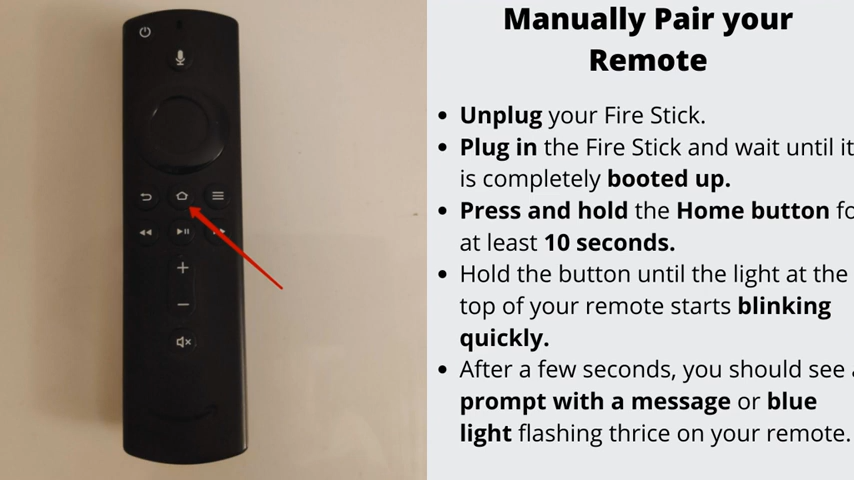 Manually Pair your
Remote
• Unplug your Fire Stick.
• Plug in the Fire Stick and wait until it
is completely booted up.
• Press and hold the Home button fo
at least 10 seconds.
• Hold the button until the light at the
top of your remote starts blinking
quickly.
• After a few seconds, you should see a
prompt with a message or blue
light flashing thrice on your remote.